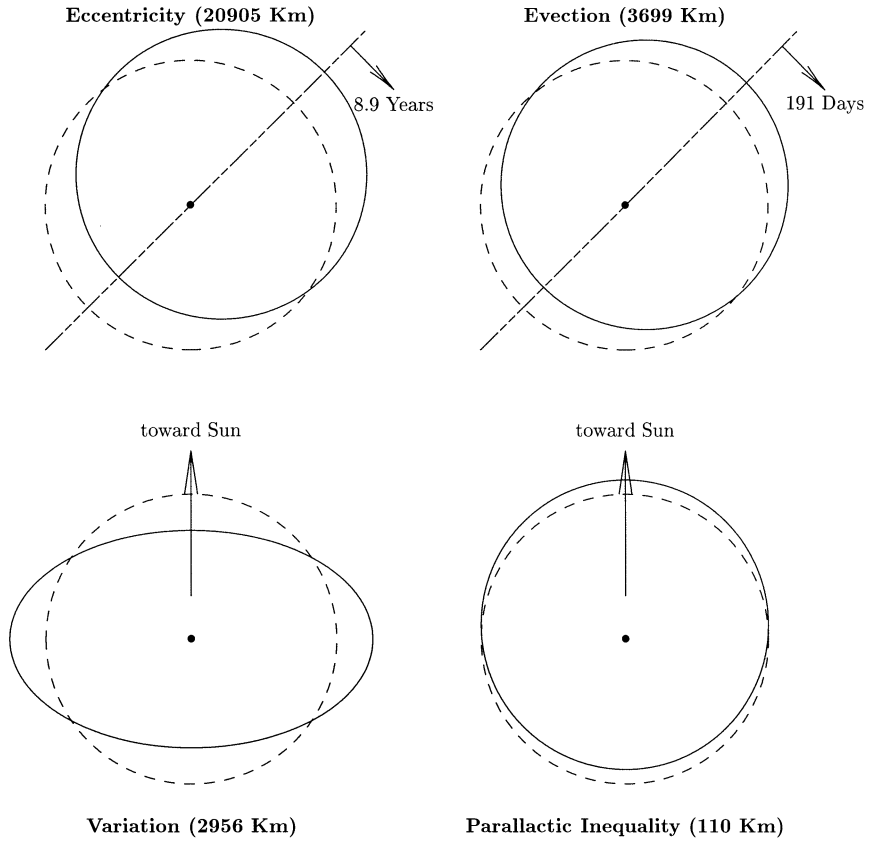 Eccentricity (20905 Km)
Evection (3699 Km)
8.9 Years
191 Days
toward Sun
toward Sun
Variation (2956 Km)
Parallactic Inequality (110 Km)